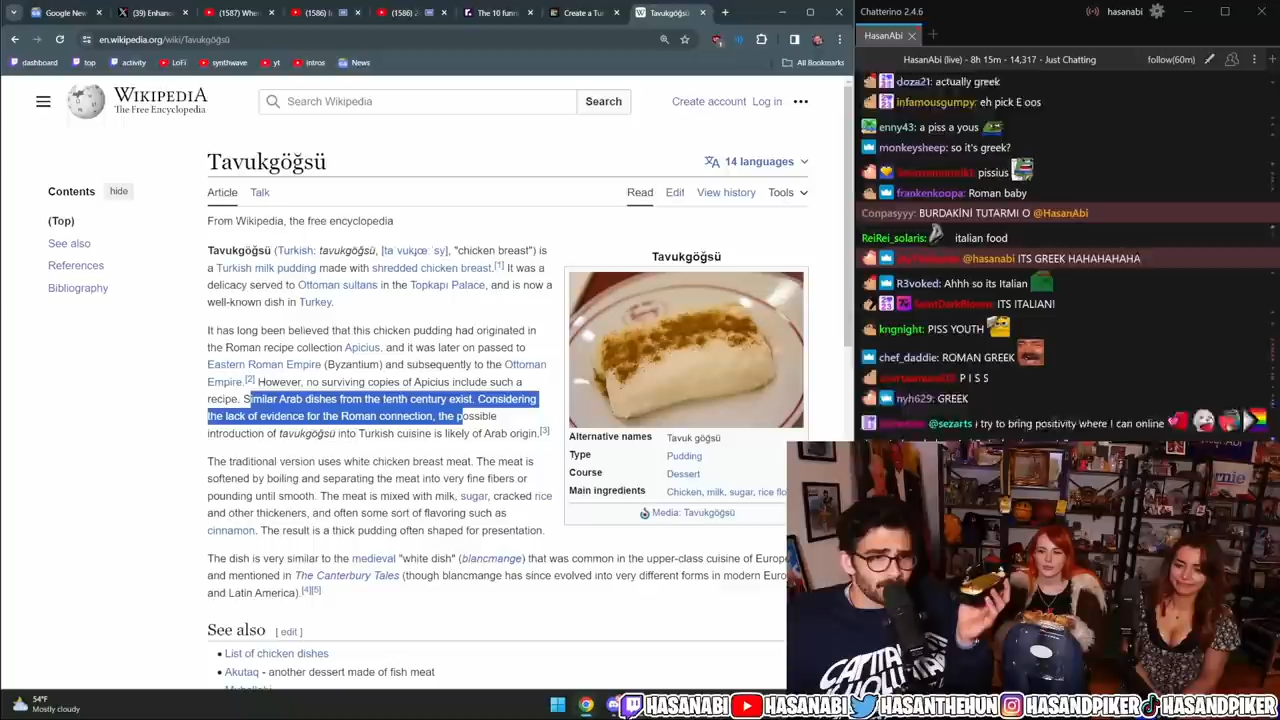 Google New
(39) Enhanc
(1587) When
(1586) I
(1586) 2
The 10 funn
Create a Tur
Tavukgöğsü
en.wikipedia.org/wiki/Tavukgöğsü
dashboard
top
activity
LoFi
synthwave
yt
intros
News
All Bookmarks
WIKIPEDIA
The Free Encyclopedia
Search Wikipedia
Search
Create account
Log in
Contents
hide
(Top)
See also
References
Bibliography
Tavukgöğsü
14 languages
Article
Talk
Read
Edit
View history
Tools
From Wikipedia, the free encyclopedia
Tavukgöğsü (Turkish: tavukgöğsü, "chicken breast") is
a Turkish milk pudding made with shredded chicken breast.[1] It was a
delicacy served to Ottoman sultans in the Topkapı Palace, and is now a
well-known dish in Turkey.
It has long been believed that this chicken pudding had originated in
the Roman recipe collection Apicius, and it was later on passed to
Eastern Roman Empire (Byzantium) and subsequently to the Ottoman
Empire.[2] However, no surviving copies of Apicius include such a
recipe. Similar Arab dishes from the tenth century exist. Considering
the lack of evidence for the Roman connection, the possible
introduction of tavukgöğsü into Turkish cuisine is likely of Arab origin.[3]
The traditional version uses white chicken breast meat. The meat is
softened by boiling and separating the meat into very fine fibers or
pounding until smooth. The meat is mixed with milk, sugar, cracked rice
and other thickeners, and often some sort of flavoring such as
cinnamon. The result is a thick pudding often shaped for presentation.
The dish is very similar to the medieval "white dish" (blancmange) that was common in the upper-class cuisine of Europe
and mentioned in The Canterbury Tales (though blancmange has since evolved into very different forms in modern Euro
and Latin America).[4][5]
See also
[ edit ]
• List of chicken dishes
• Akutaq - another dessert made of fish meat
Tavukgöğsü
Alternative names Tavuk göğsü
Type Pudding
Course Dessert
Main ingredients Chicken, milk, sugar, rice flo
Media: Tavukgöğsü
54°F
Mostly cloudy
Chatterino 2.4.6
hasanabi
HasanAbi
HasanAbi (live) - 8h 15m - 14,317 - Just Chatting
follow(60m)
doza21: actually greek
infamousgumpy: eh pick E oos
enny43: a piss a yous
monkeysheep: so it's greek?
pissius
frankenkoopa: Roman baby
Conpasyyy: BURDAKİNİ TUTARMI O @HasanAbi
ReiRei_solaris: italian food
@hasanabi ITS GREEK HAHAHAHAHA
R3voked: Ahhh so its Italian
ITS ITALIAN!
kngnight: PISS YOUTH
chef_daddie: ROMAN GREEK
P I S S
nyh629: GREEK
@sezarts i try to bring positivity where I can online
CAPITAL
HASANABI
HASANABI
HASANTHEHUN
HASANDPIKER
HASANDPIKER